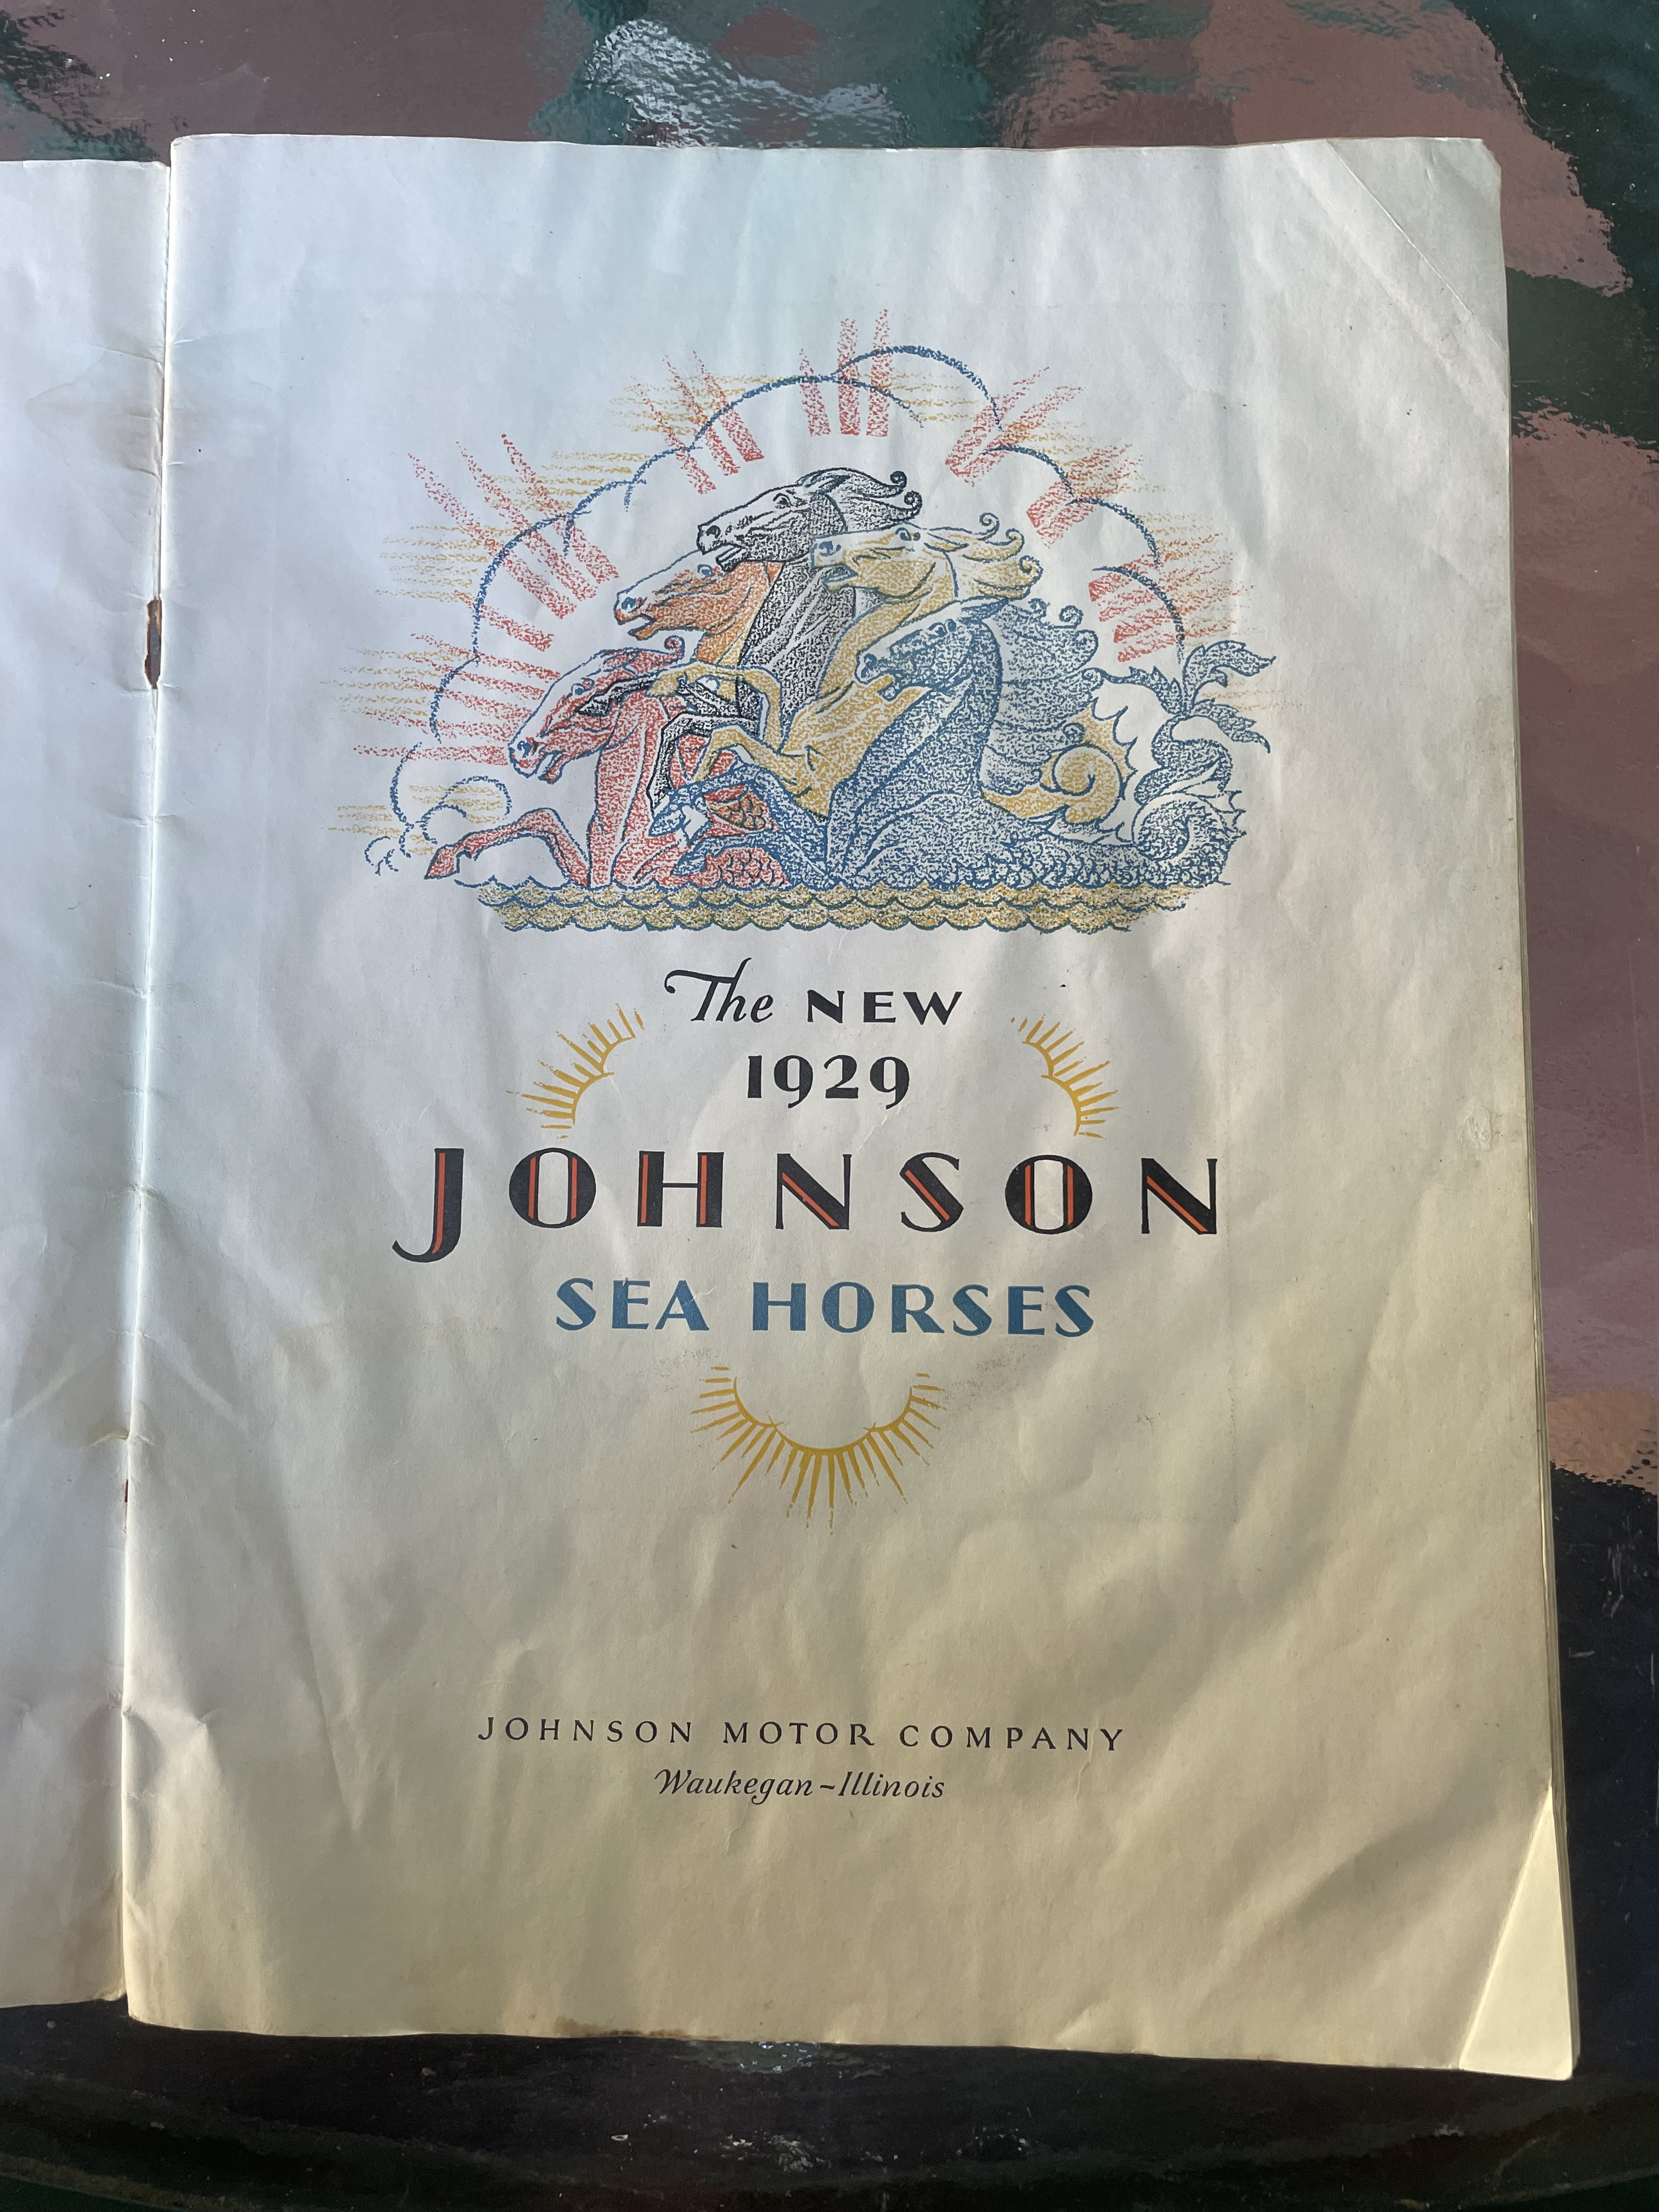 The NEW
1929
JOHNSON
SEA HORSES
JOHNSON MOTOR COMPANY
Waukegan~Illinois